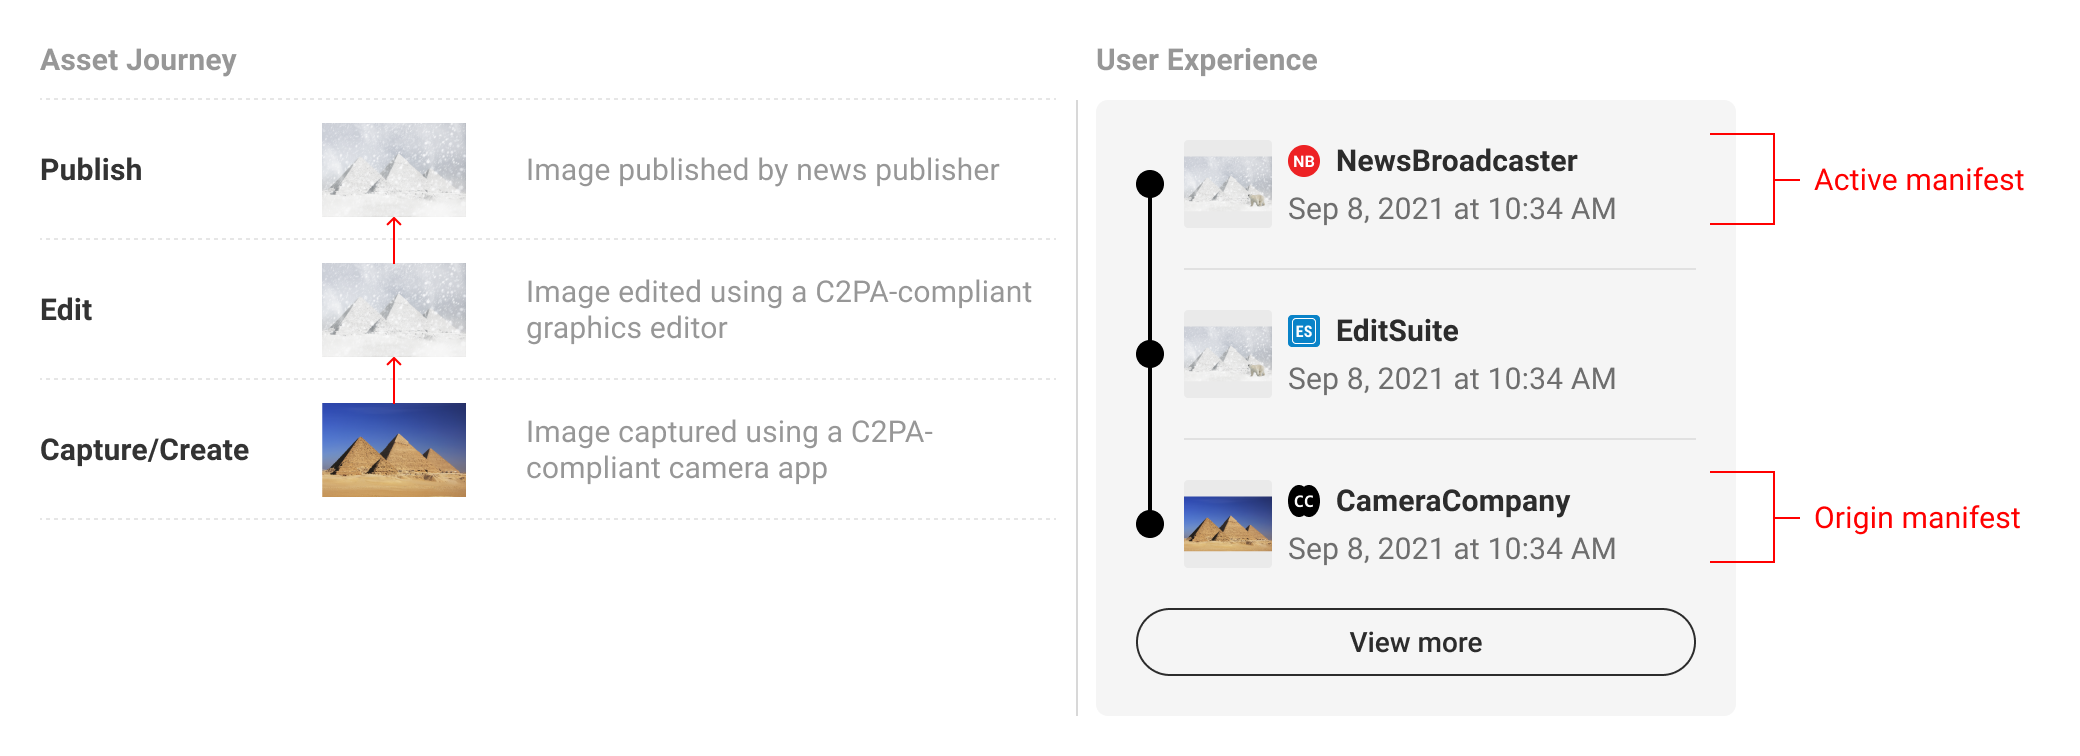 Asset Journey
Publish
Image published by news publisher
Edit
Image edited using a C2PA-compliant
graphics editor
Capture/Create
Image captured using a C2PA-
compliant camera app
User Experience
NB NewsBroadcaster
Sep 8, 2021 at 10:34 AM
Active manifest
ES EditSuite
Sep 8, 2021 at 10:34 AM
CC CameraCompany
Sep 8, 2021 at 10:34 AM
Origin manifest
View more